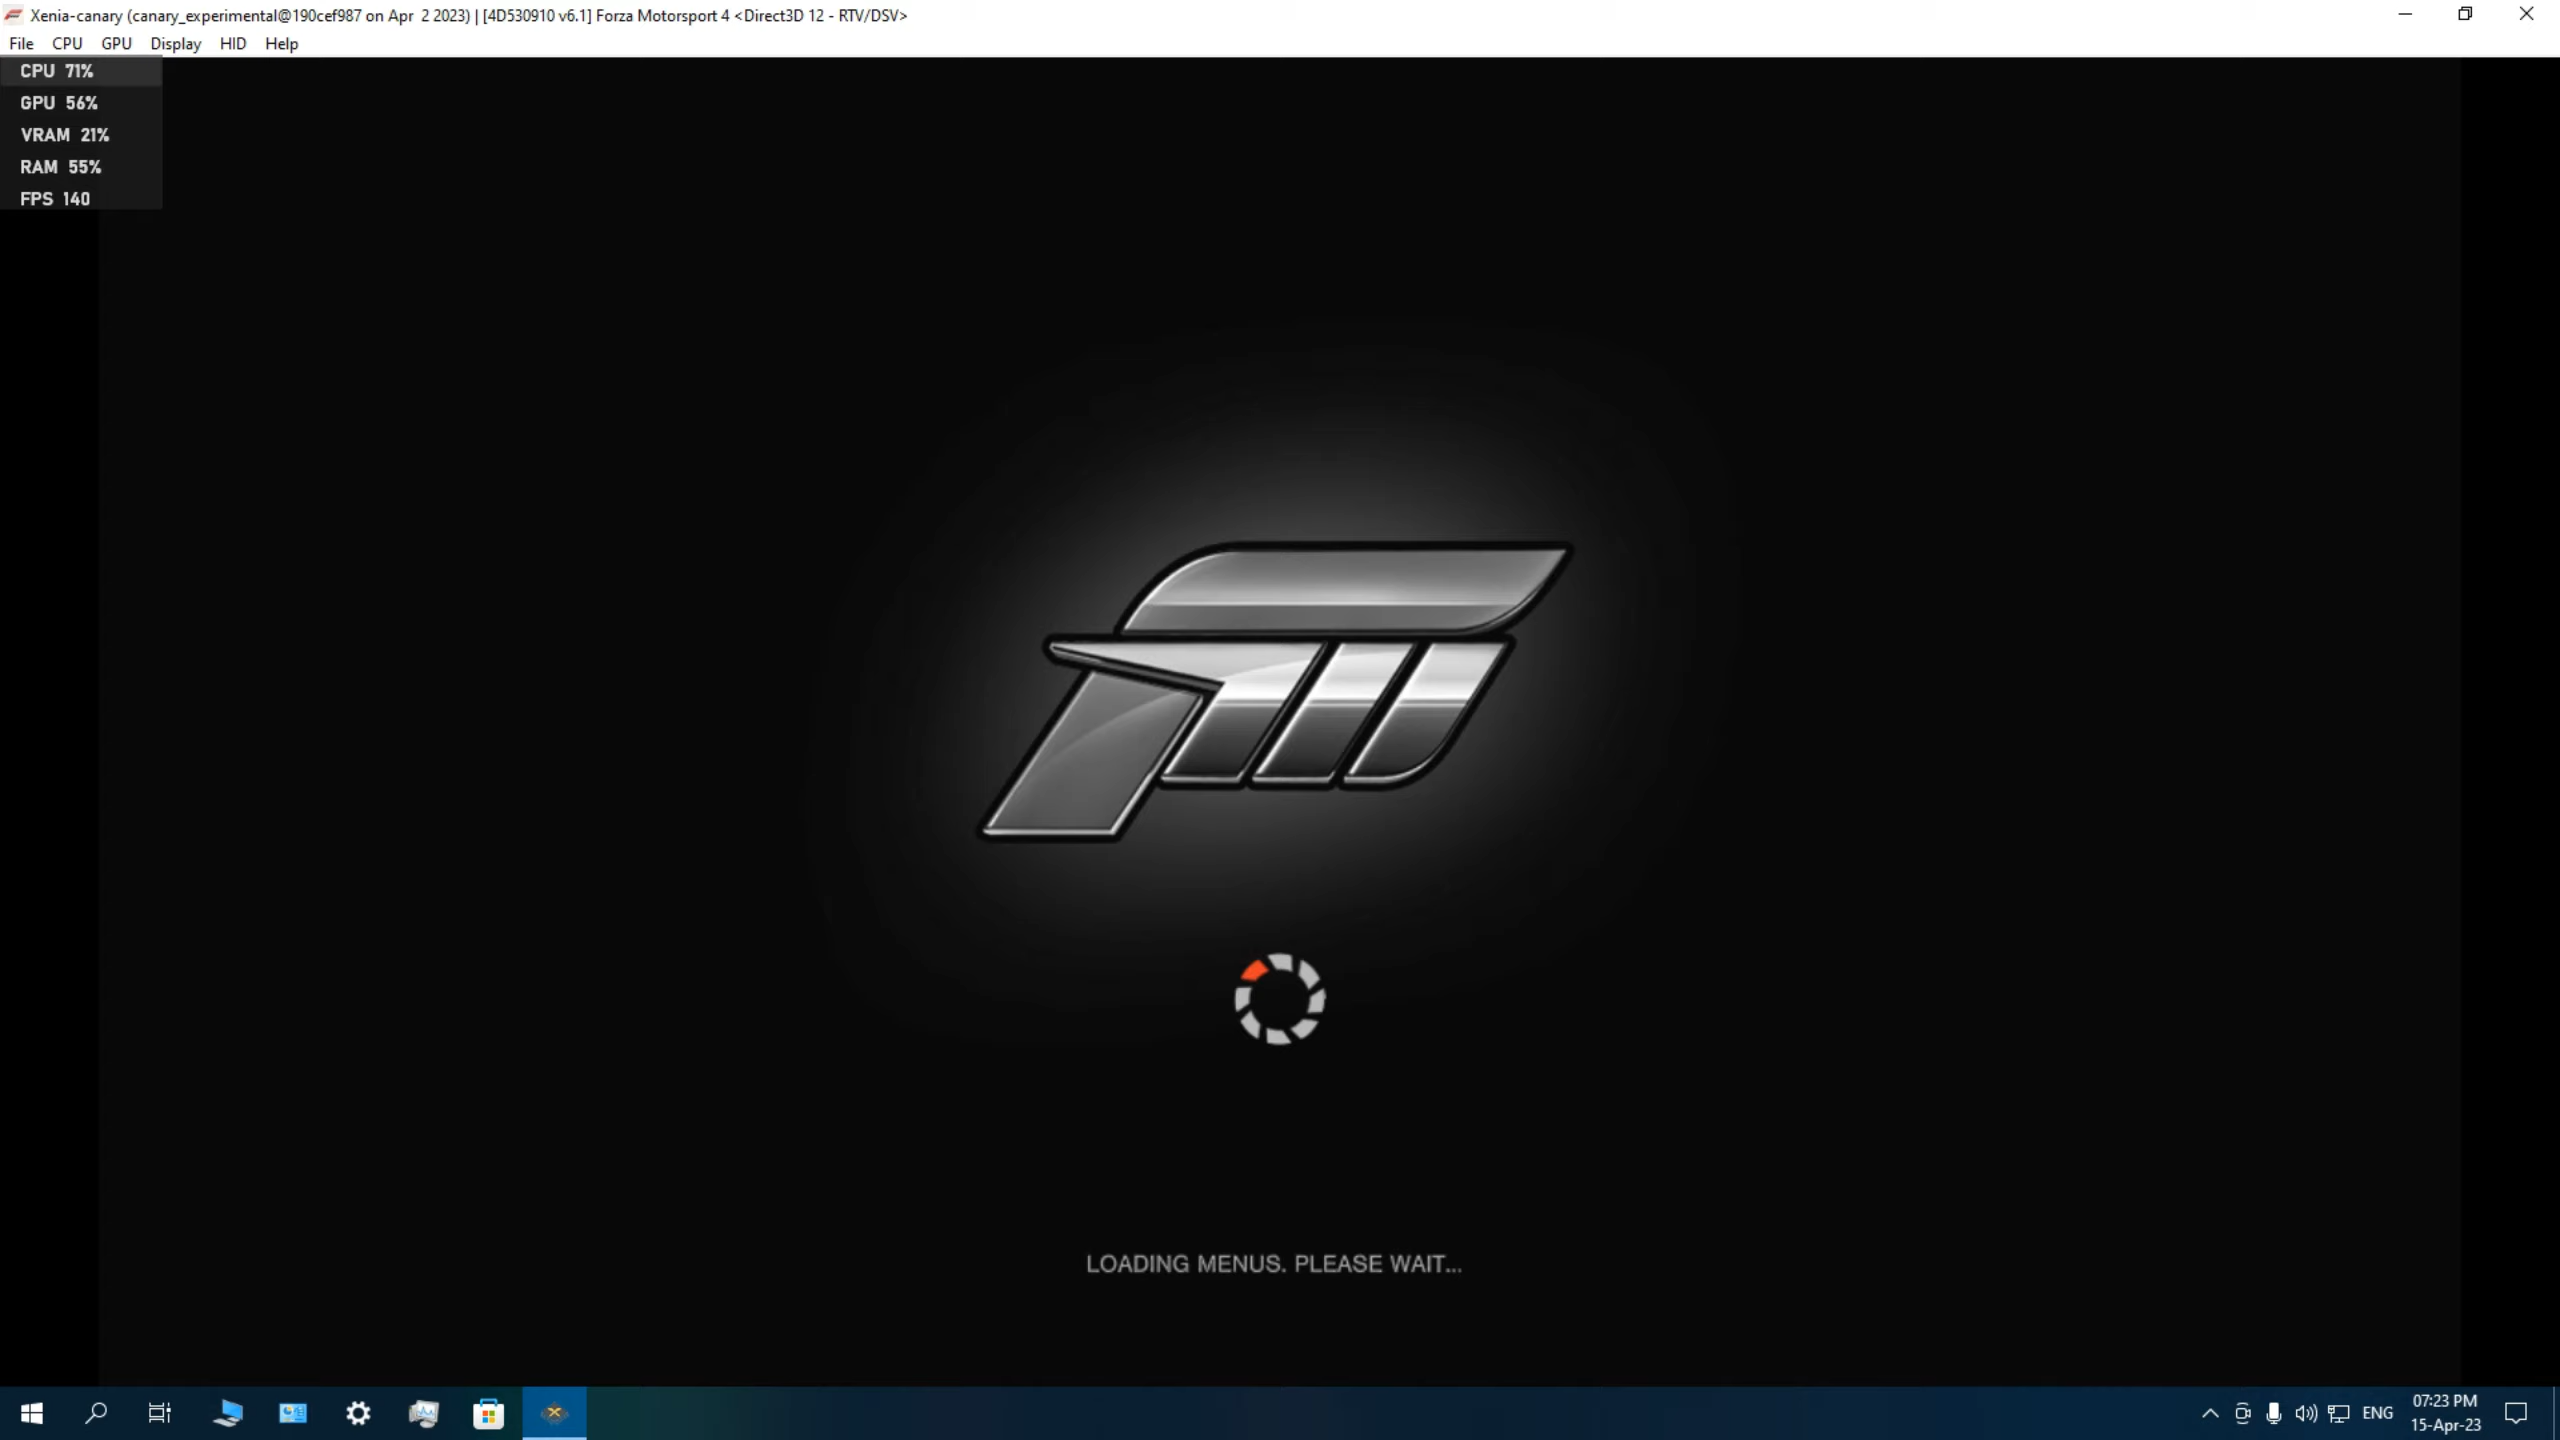 Xenia-canary (canary_experimental@190cef987 on Apr  2 2023) | [4D530910 v6.1] Forza Motorsport 4 <Direct3D 12 - RTV/DSV>
File CPU GPU Display HID Help
CPU 71%
GPU 56%
VRAM 21%
RAM 55%
FPS 140
LOADING MENUS. PLEASE WAIT...
ENG
07:23 PM
15-Apr-23